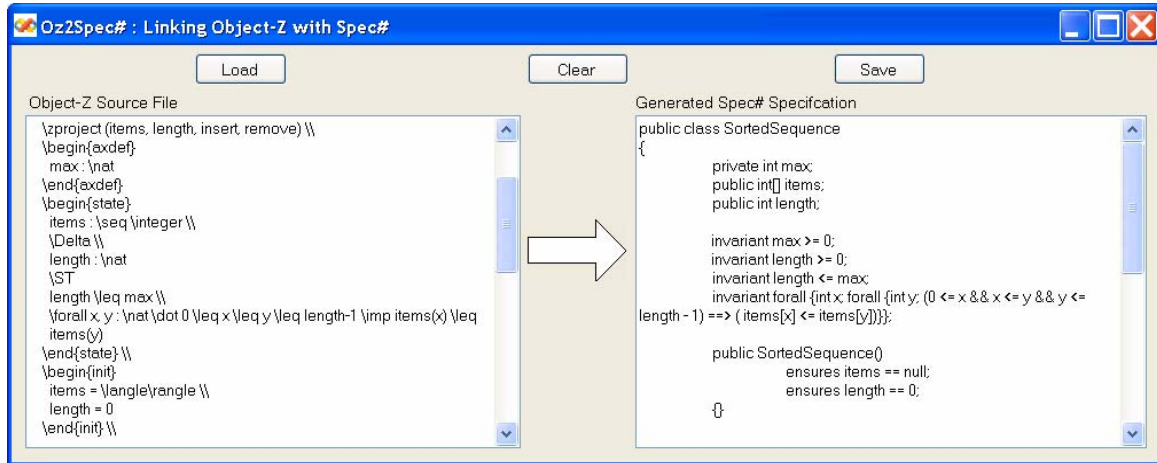 Oz2Spec# : Linking Object-Z with Spec#
Load
Clear
Save
Object-Z Source File
\zproject (items, length, insert, remove) \\
\begin{axdef}
max : \nat
\end{axdef}
\begin{state}
items : \seq \integer \\
\Delta \\
length : \nat
\ST
length \leq max \\
\forall x, y : \nat \dot 0 \leq x \leq y \leq length-1 \imp items(x) \leq
items(y)
\end{state} \\
\begin{init}
items = \langle\rangle \\
length = 0
\end{init} \\
Generated Spec# Specifcation
public class SortedSequence
{
private int max;
public int[] items;
public int length;
invariant max >= 0;
invariant length >= 0;
invariant length <= max;
invariant forall {int x; forall {int y; (0 <= x && x <= y && y <=
length - 1) ==> ( items[x] <= items[y])}};
public SortedSequence()
ensures items == null;
ensures length == 0;
{}